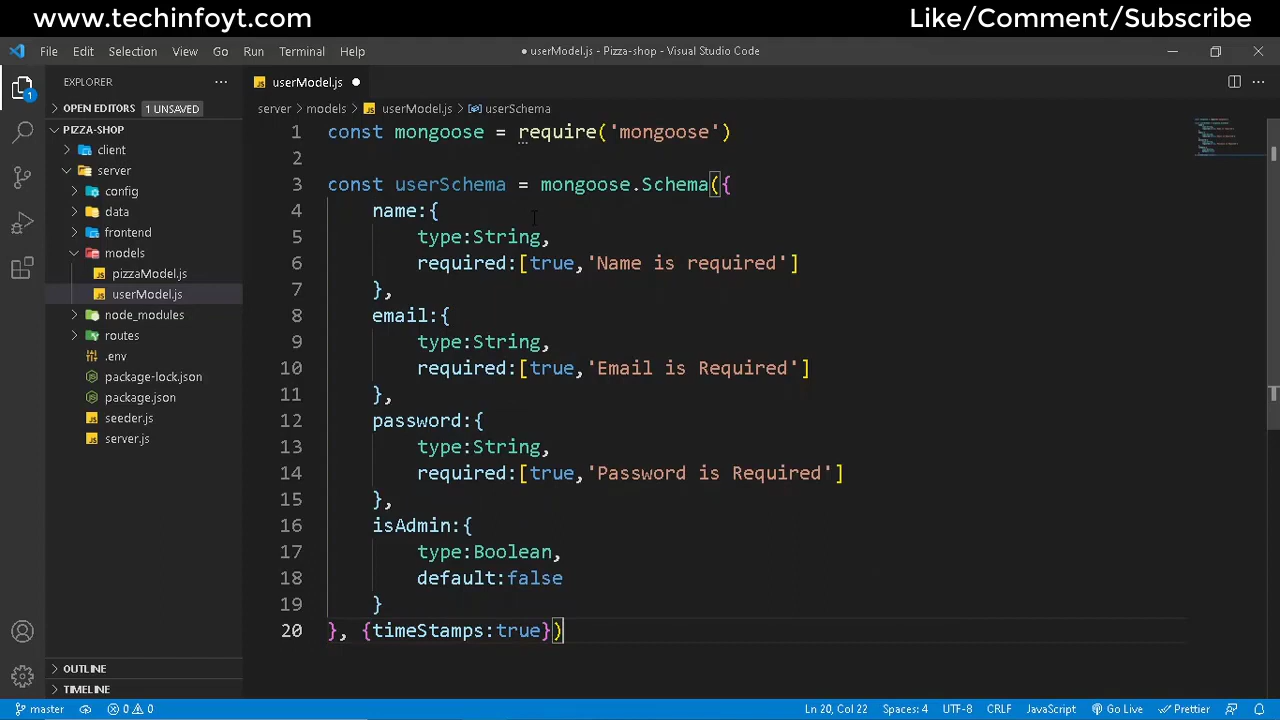 www.techinfoyt.com
Like/Comment/Subscribe
File Edit Selection View Go Run Terminal Help
● userModel.js - Pizza-shop - Visual Studio Code
EXPLORER
userModel.js
OPEN EDITORS 1 UNSAVED
server > models > userModel.js > userSchema
PIZZA-SHOP
client
server
config
data
frontend
models
pizzaModel.js
userModel.js
node_modules
routes
.env
package-lock.json
package.json
seeder.js
server.js
OUTLINE
TIMELINE
1
1 const mongoose = require('mongoose')
2
3 const userSchema = mongoose.Schema({
4 name:{
5 type:String,
6 required:[true,'Name is required']
7 },
8 email:{
9 type:String,
10 required:[true,'Email is Required']
11 },
12 password:{
13 type:String,
14 required:[true,'Password is Required']
15 },
16 isAdmin:{
17 type:Boolean,
18 default:false
19 }
20 }, {timeStamps:true})
master 0 0 Ln 20, Col 22 Spaces: 4 UTF-8 CRLF JavaScript Go Live Prettier